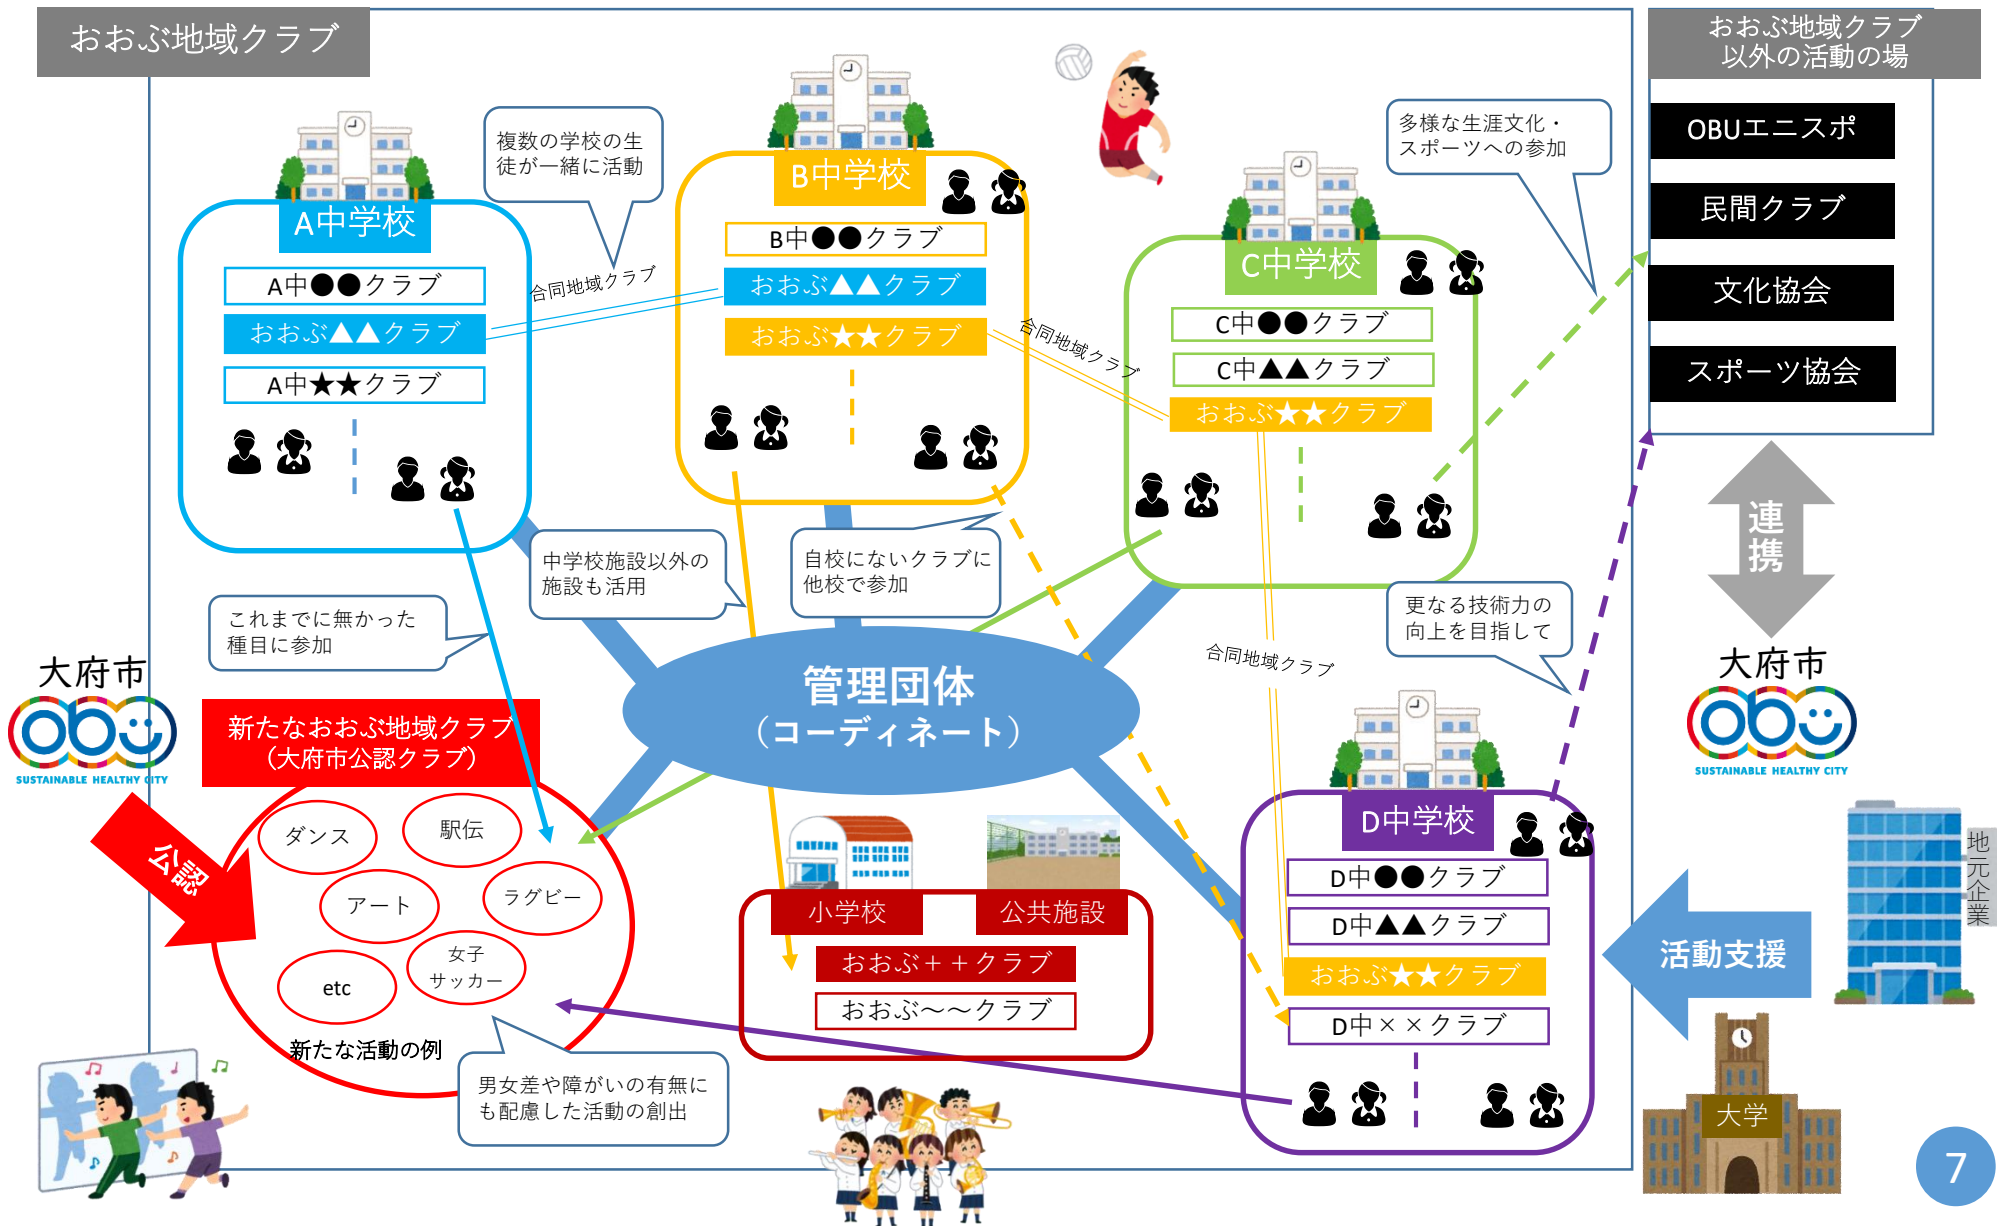 おおぶ地域クラブ
おおぶ地域クラブ
以外の活動の場
OBUエニスポ
民間クラブ
文化協会
スポーツ協会
複数の学校の生
徒が一緒に活動
多様な生涯文化・
スポーツへの参加
A中学校
A中●●クラブ
おおぶ▲▲クラブ
A中★★クラブ
合同地域クラブ
B中学校
B中●●クラブ
おおぶ▲▲クラブ
おおぶ★★クラブ
合同地域クラブ
C中学校
C中●●クラブ
C中▲▲クラブ
おおぶ★★クラブ
連携
中学校施設以外の
施設も活用
自校にないクラブに
他校で参加
これまでに無かった
種目に参加
更なる技術力の
向上を目指して
合同地域クラブ
管理団体
（コーディネート）
大府市
obu
SUSTAINABLE HEALTHY CITY
大府市
obu
SUSTAINABLE HEALTHY CITY
公認
新たなおおぶ地域クラブ
（大府市公認クラブ）
ダンス
駅伝
アート
ラグビー
女子
サッカー
etc
新たな活動の例
男女差や障がいの有無に
も配慮した活動の創出
小学校
公共施設
おおぶ＋＋クラブ
おおぶ～～クラブ
D中学校
D中●●クラブ
D中▲▲クラブ
おおぶ★★クラブ
D中××クラブ
活動支援
地元企業
大学
7